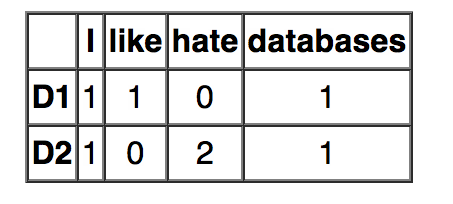 I like hate databases
D1 1 1 0 1
D2 1 0 2 1